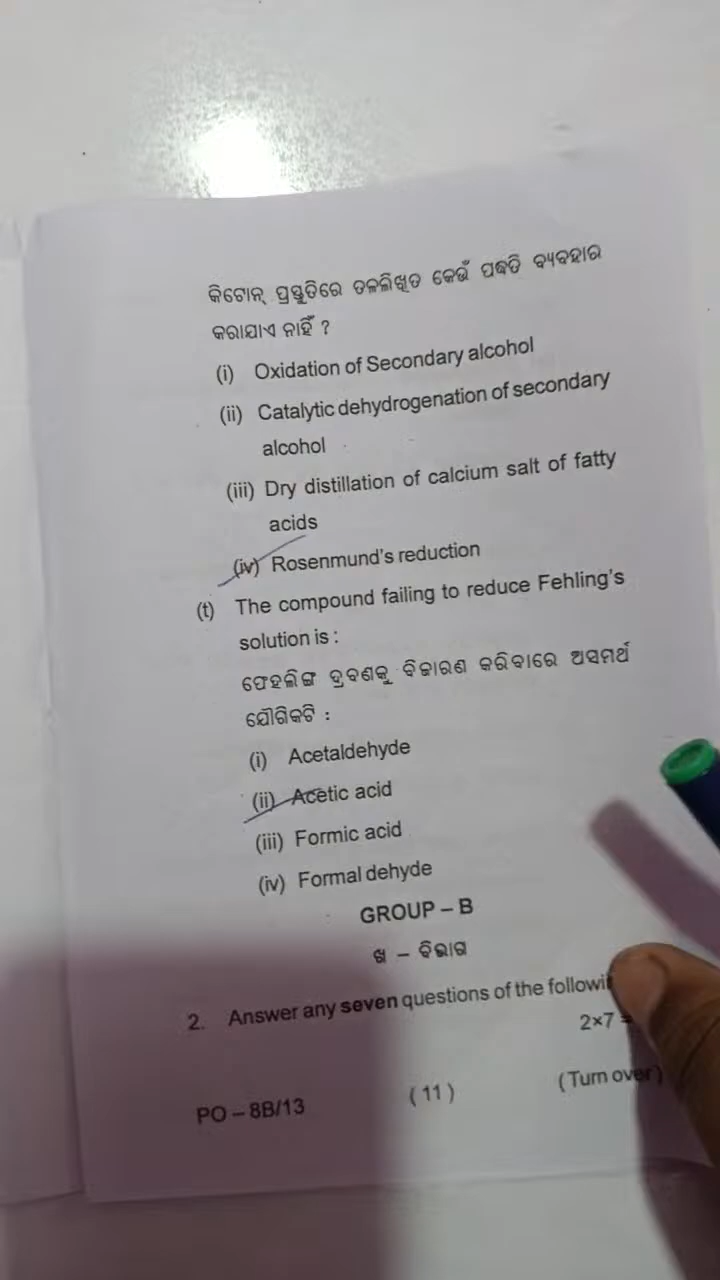 କିଟୋନ୍ ପ୍ରସ୍ତୁତିରେ ତଳଲିଖିତ କେଉଁ ପଦ୍ଧତି ବ୍ୟବହାର
କରାଯାଏ ନାହିଁ ?
(i) Oxidation of Secondary alcohol
(ii) Catalytic dehydrogenation of secondary
alcohol
(iii) Dry distillation of calcium salt of fatty
acids
(iv) Rosenmund's reduction
(t) The compound failing to reduce Fehling's
solution is :
ଫେହଲିଙ୍ଗ ଦ୍ରବଣକୁ ବିଜାରଣ କରିବାରେ ଅସମର୍ଥ
ଯୌଗିକଟି :
(i) Acetaldehyde
(ii) Acetic acid
(iii) Formic acid
(iv) Formal dehyde
GROUP – B
ଖ – ବିଭାଗ
2. Answer any seven questions of the
2×7 =
PO – 8B/13
( 11 )
( Turn over )